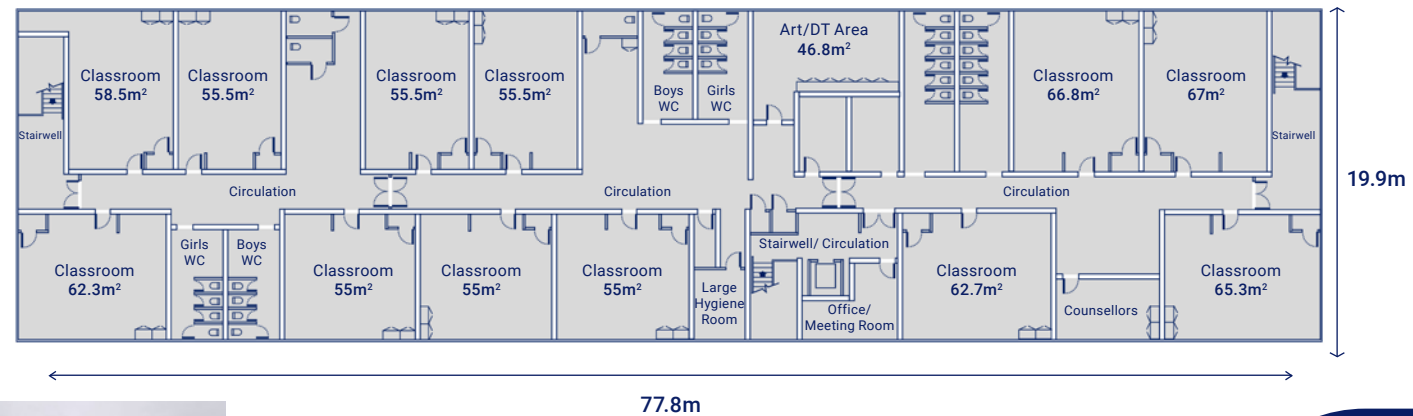 Classroom
58.5m²
Classroom
55.5m²
Classroom
55.5m²
Classroom
55.5m²
Boys
WC
Girls
WC
Art/DT Area
46.8m²
Classroom
66.8m²
Classroom
67m²
Stairwell
Stairwell
19.9m
Circulation
Circulation
Circulation
Classroom
62.3m²
Girls
WC
Boys
WC
Classroom
55m²
Classroom
55m²
Classroom
55m²
Large
Hygiene
Room
Stairwell/ Circulation
Office/
Meeting Room
Classroom
62.7m²
Counsellors
Classroom
65.3m²
77.8m